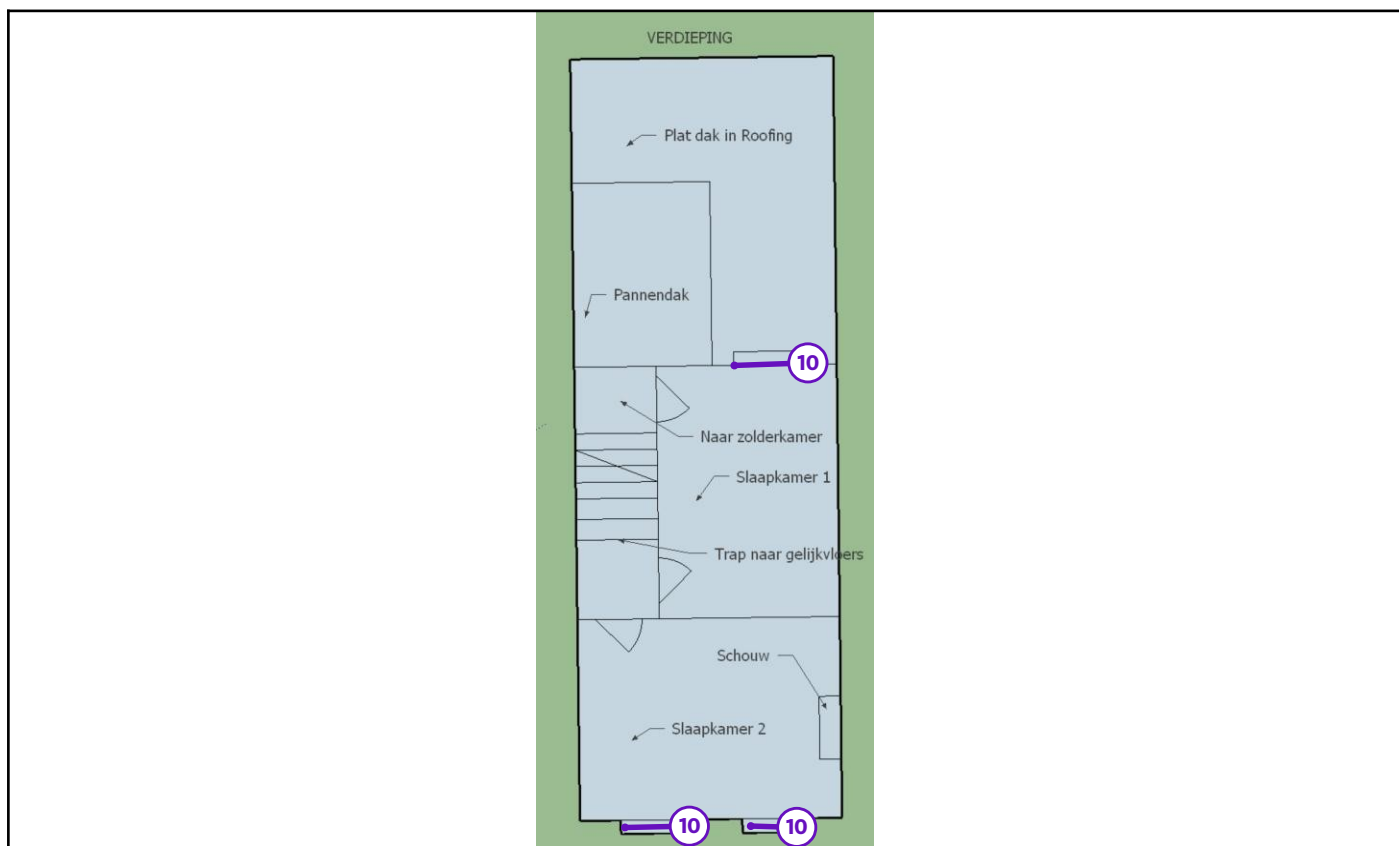 VERDIEPING
Plat dak in Roofing
Pannendak
10
Naar zolderkamer
Slaapkamer 1
Trap naar gelijkvloers
Schouw
Slaapkamer 2
10
10